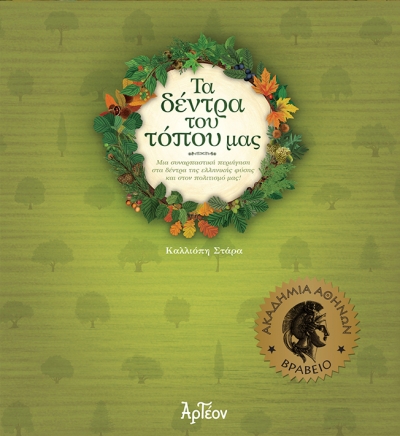 Τα
δέντρα
του
τόπου μας
Μια συναρπαστική περιήγηση
στα δέντρα της ελληνικής φύσης
και στον πολιτισμό μας!
Καλλιόπη Στάρα
ΑΚΑΔΗΜΙΑ ΑΘΗΝΩΝ
ΒΡΑΒΕΙΟ
ΑρΤέον